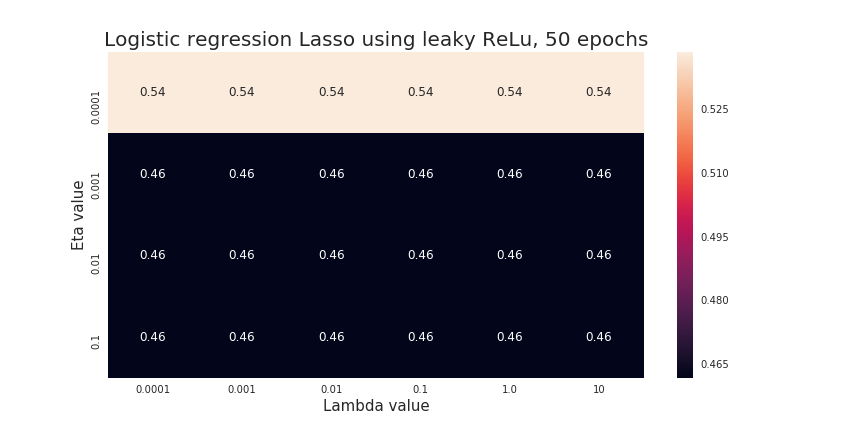 Logistic regression Lasso using leaky ReLu, 50 epochs
Eta value
0.0001 0.54 0.54 0.54 0.54 0.54 0.54
0.001 0.46 0.46 0.46 0.46 0.46 0.46
0.01 0.46 0.46 0.46 0.46 0.46 0.46
0.1 0.46 0.46 0.46 0.46 0.46 0.46
0.0001 0.001 0.01 0.1 1.0 10
Lambda value
0.525
0.510
0.495
0.480
0.465